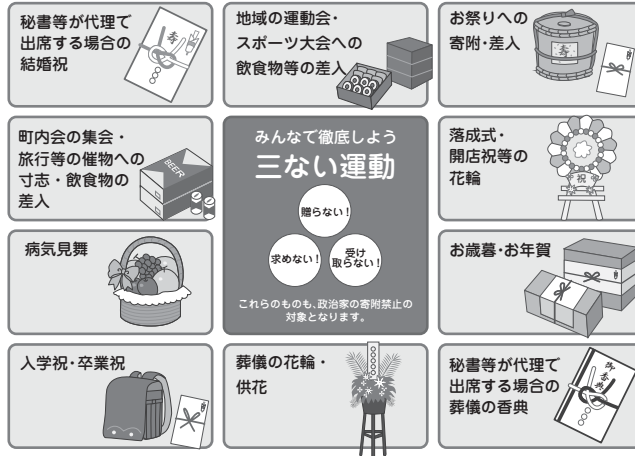 秘書等が代理で
出席する場合の
結婚祝
寿
地域の運動会・
スポーツ大会への
飲食物等の差入
お祭りへの
寄附・差入
寿
町内会の集会・
旅行等の催物への
寸志・飲食物の
差入
BEER
みんなで徹底しよう
三ない運動
贈らない!
求めない!
受け
取らない!
これらのものも、政治家の寄附禁止の
対象となります。
落成式・
開店祝等の
花輪
祝
病気見舞
お歳暮・お年賀
入学祝・卒業祝
葬儀の花輪・
供花
秘書等が代理で
出席する場合の
葬儀の香典
御香典